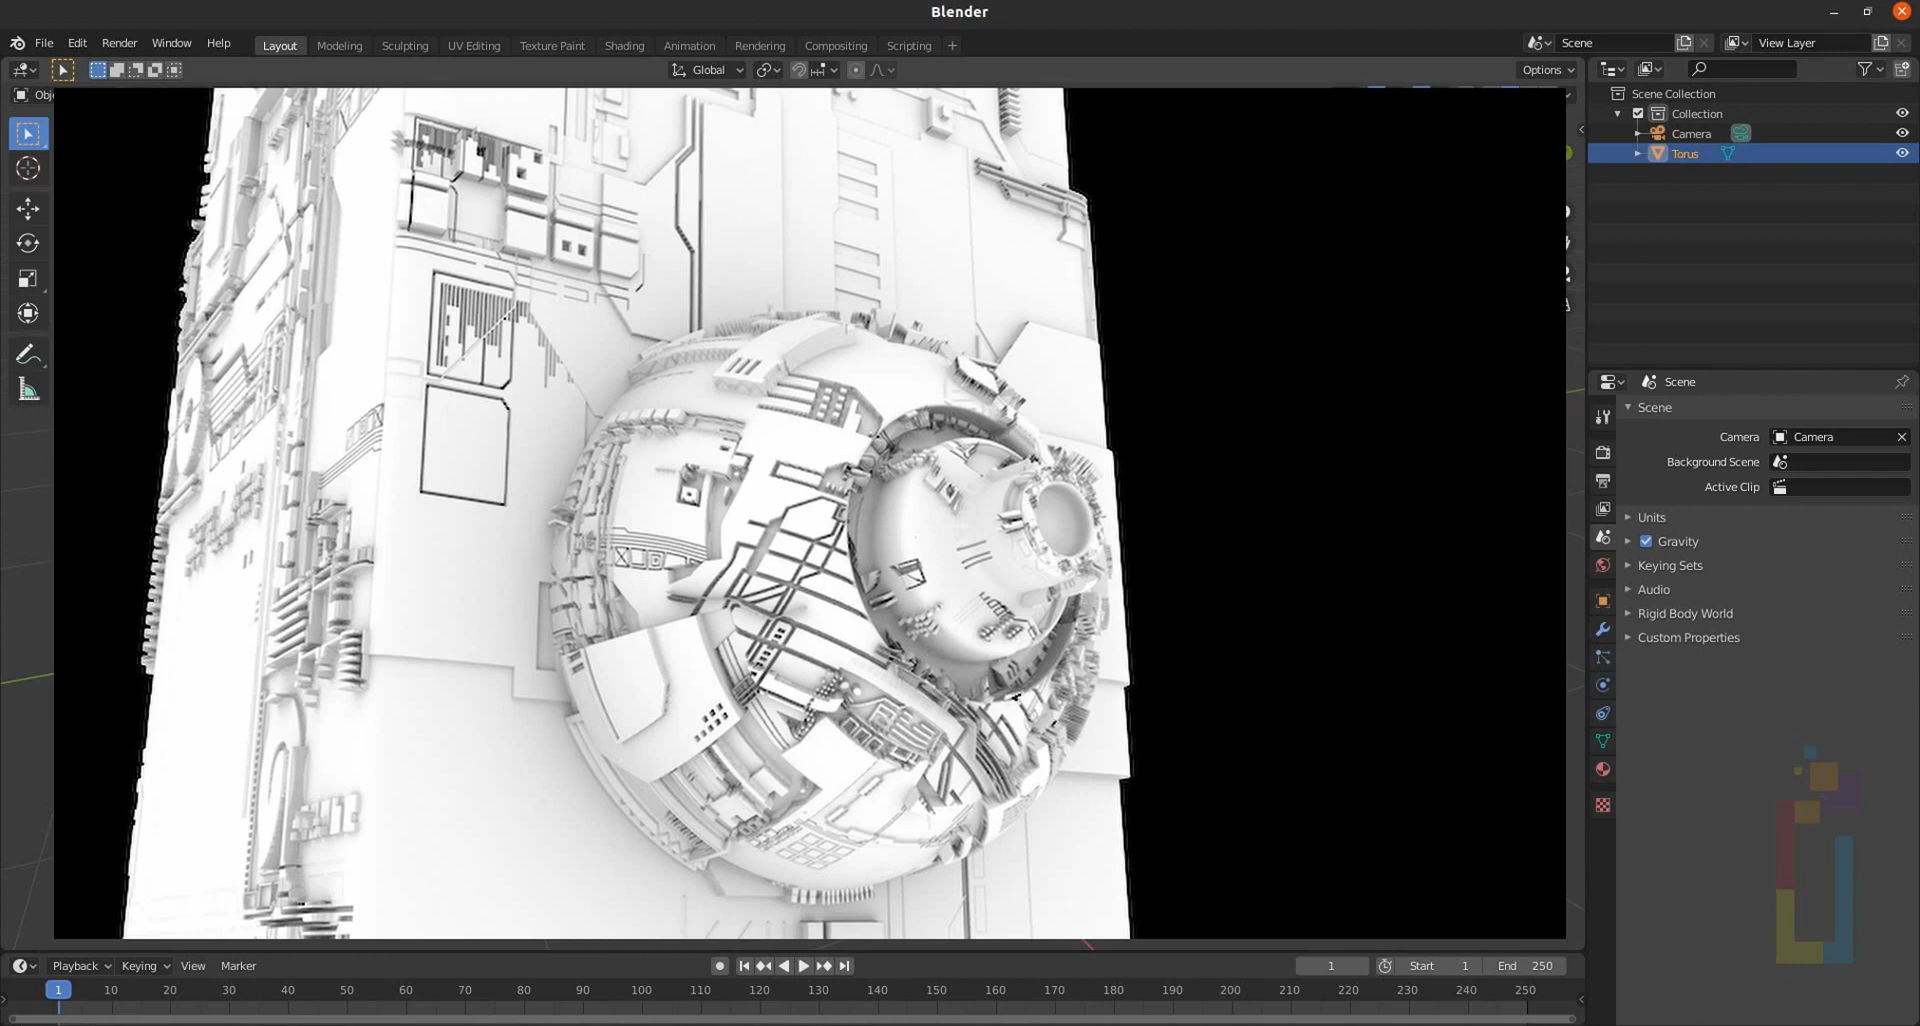 Blender
File Edit Render Window Help Layout Modeling Sculpting UV Editing Texture Paint Shading Animation Rendering Compositing Scripting + Scene View Layer
Global Options
Obj
Scene Collection
Collection
Camera
Torus
Scene
Scene
Camera Camera
Background Scene
Active Clip
Units
Gravity
Keying Sets
Audio
Rigid Body World
Custom Properties
Playback Keying View Marker 1 Start 1 End 250
1 10 20 30 40 50 60 70 80 90 100 110 120 130 140 150 160 170 180 190 200 210 220 230 240 250